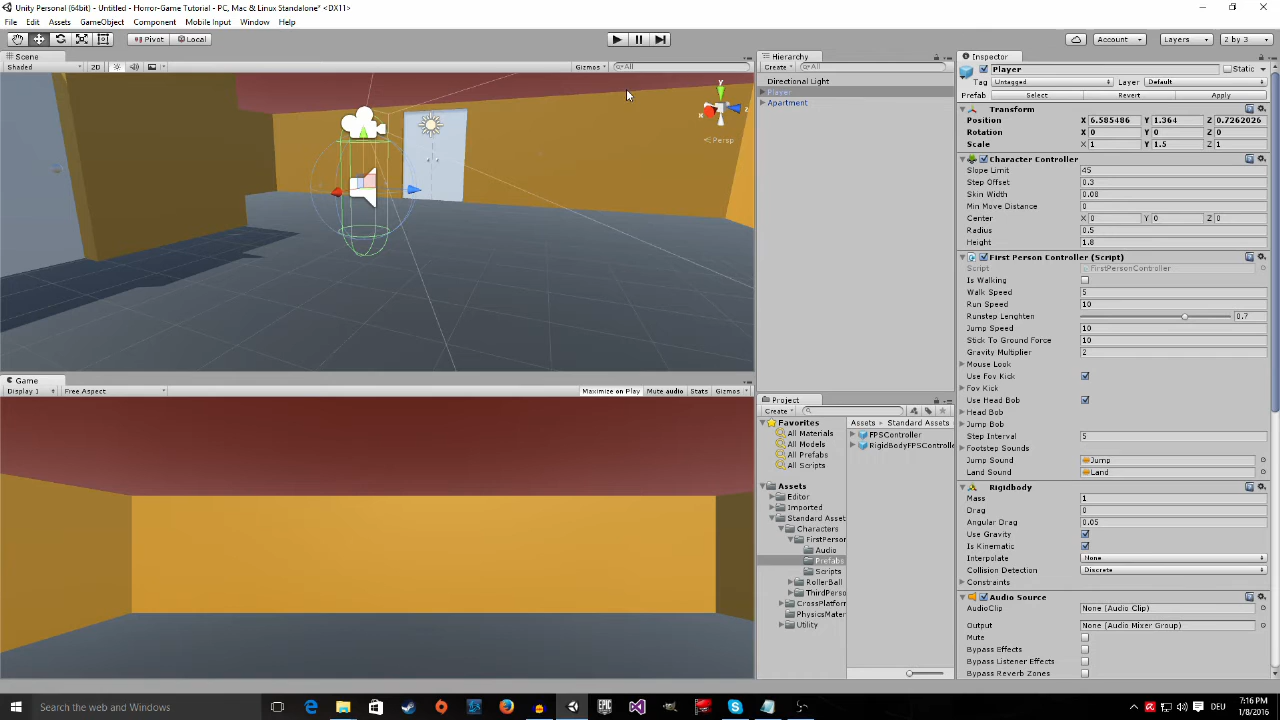 Unity Personal (64bit) - Untitled - Horror-Game Tutorial - PC, Mac & Linux Standalone* <DX11>
File Edit Assets GameObject Component Mobile Input Window Help
Pivot Local Account Layers 2 by 3
Scene
Shaded 2D Gizmos All
Persp
Game
Display 1 Free Aspect Maximize on Play Mute audio Stats Gizmos
Hierarchy
Create All
Directional Light
Player
Apartment
Project
Create
Favorites
All Materials
All Models
All Prefabs
All Scripts
Assets
Editor
Imported
Standard Asset
Characters
FirstPerson
Audio
Prefabs
Scripts
RollerBall
ThirdPerso
CrossPlatform
PhysicsMater
Utility
Assets Standard Assets
FPSController
RigidBodyFPSControlle
Inspector
Player Static
Tag Untagged Layer Default
Prefab Select Revert Apply
Transform
Position X 6.585486 Y 1.364 Z 0.7262026
Rotation X 0 Y 0 Z 0
Scale X 1 Y 1.5 Z 1
Character Controller
Slope Limit 45
Step Offset 0.3
Skin Width 0.08
Min Move Distance 0
Center X 0 Y 0 Z 0
Radius 0.5
Height 1.8
First Person Controller (Script)
Script FirstPersonController
Is Walking
Walk Speed 5
Run Speed 10
Runstep Lenghten 0.7
Jump Speed 10
Stick To Ground Force 10
Gravity Multiplier 2
Mouse Look
Use Fov Kick
Fov Kick
Use Head Bob
Head Bob
Jump Bob
Step Interval 5
Footstep Sounds
Jump Sound Jump
Land Sound Land
Rigidbody
Mass 1
Drag 0
Angular Drag 0.05
Use Gravity
Is Kinematic
Interpolate None
Collision Detection Discrete
Constraints
Audio Source
AudioClip None (Audio Clip)
Output None (Audio Mixer Group)
Mute
Bypass Effects
Bypass Listener Effects
Bypass Reverb Zones
Search the web and Windows
DEU
7:16 PM
1/8/2016